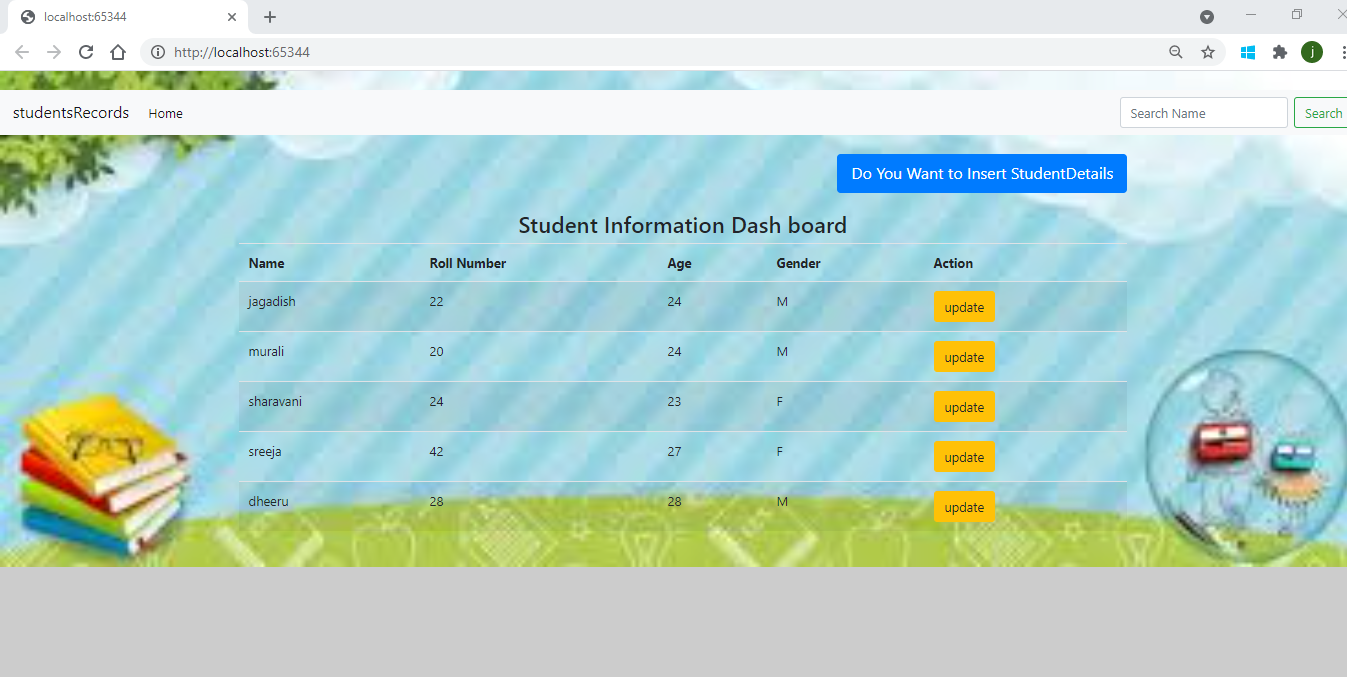 localhost:65344
http://localhost:65344
j
studentsRecords Home Search Name Search
Do You Want to Insert StudentDetails
Student Information Dash board
Name Roll Number Age Gender Action
jagadish 22 24 M update
murali 20 24 M update
sharavani 24 23 F update
sreeja 42 27 F update
dheeru 28 28 M update